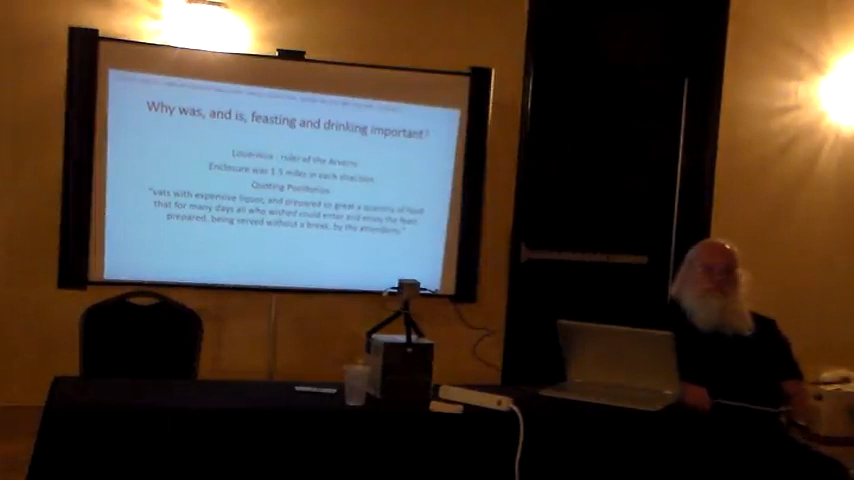 Why was, and is, feasting and drinking important?
Louernius - ruler of the Arverni
Enclosure was 1.5 miles in each direction
Quoting Posidonius
"vats with expensive liquor, and prepared so great a quantity of food
that for many days all who wished could enter and enjoy the feast
prepared, being served without a break, by the attendants."